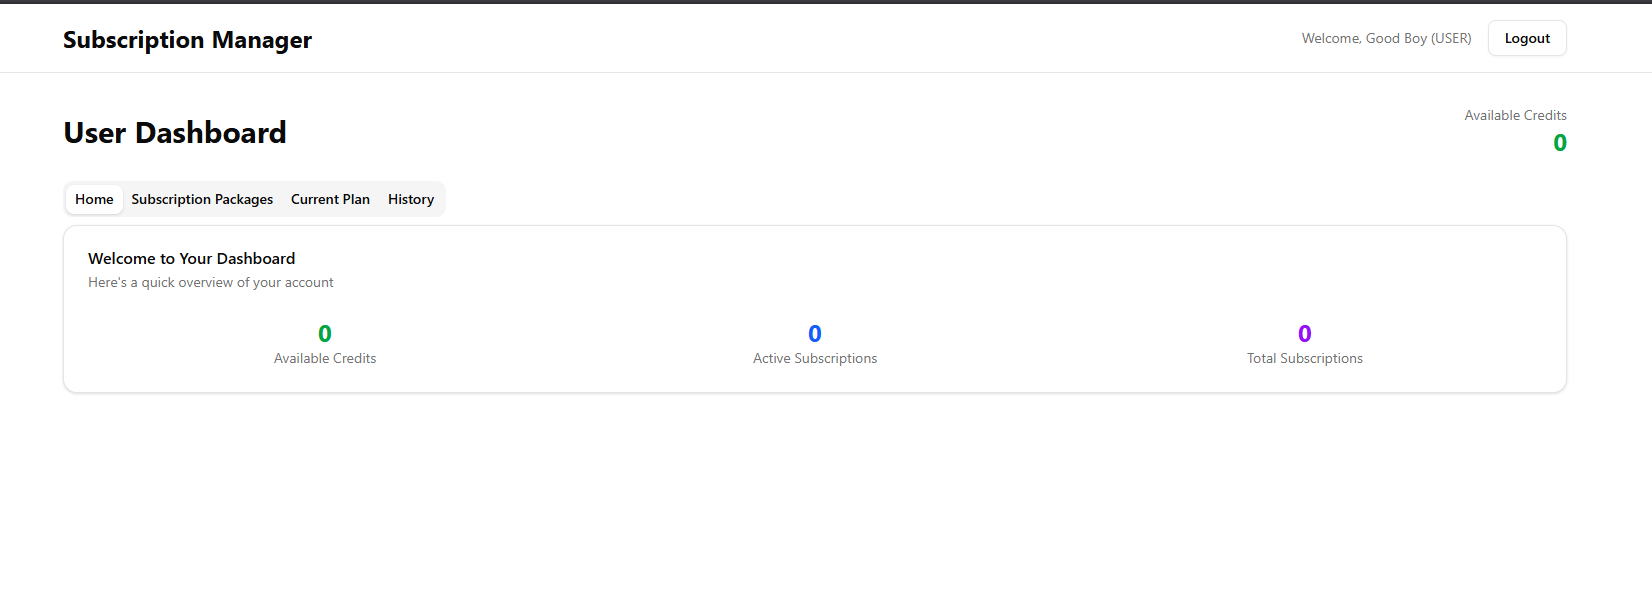 Subscription Manager
Welcome, Good Boy (USER)
Logout
User Dashboard
Available Credits
0
Home
Subscription Packages
Current Plan
History
Welcome to Your Dashboard
Here's a quick overview of your account
0
Available Credits
0
Active Subscriptions
0
Total Subscriptions